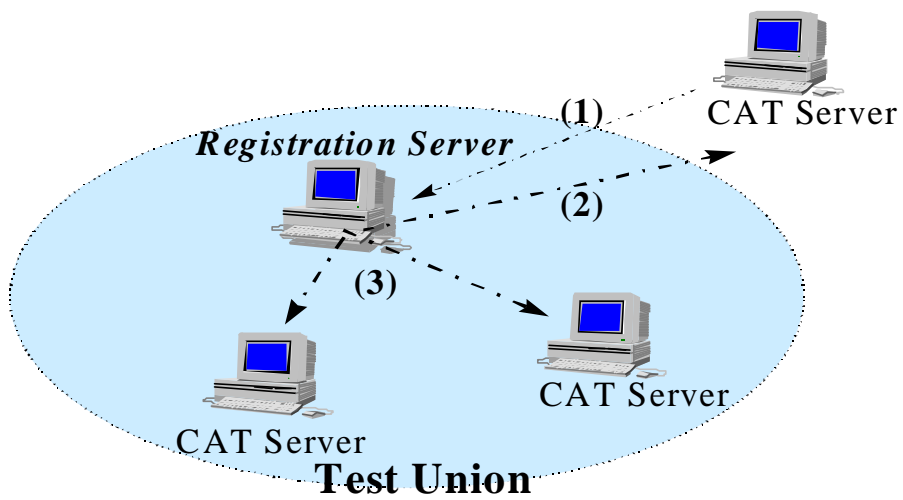 (1)
CAT Server
Registration Server
(2)
(3)
CAT Server
CAT Server
Test Union